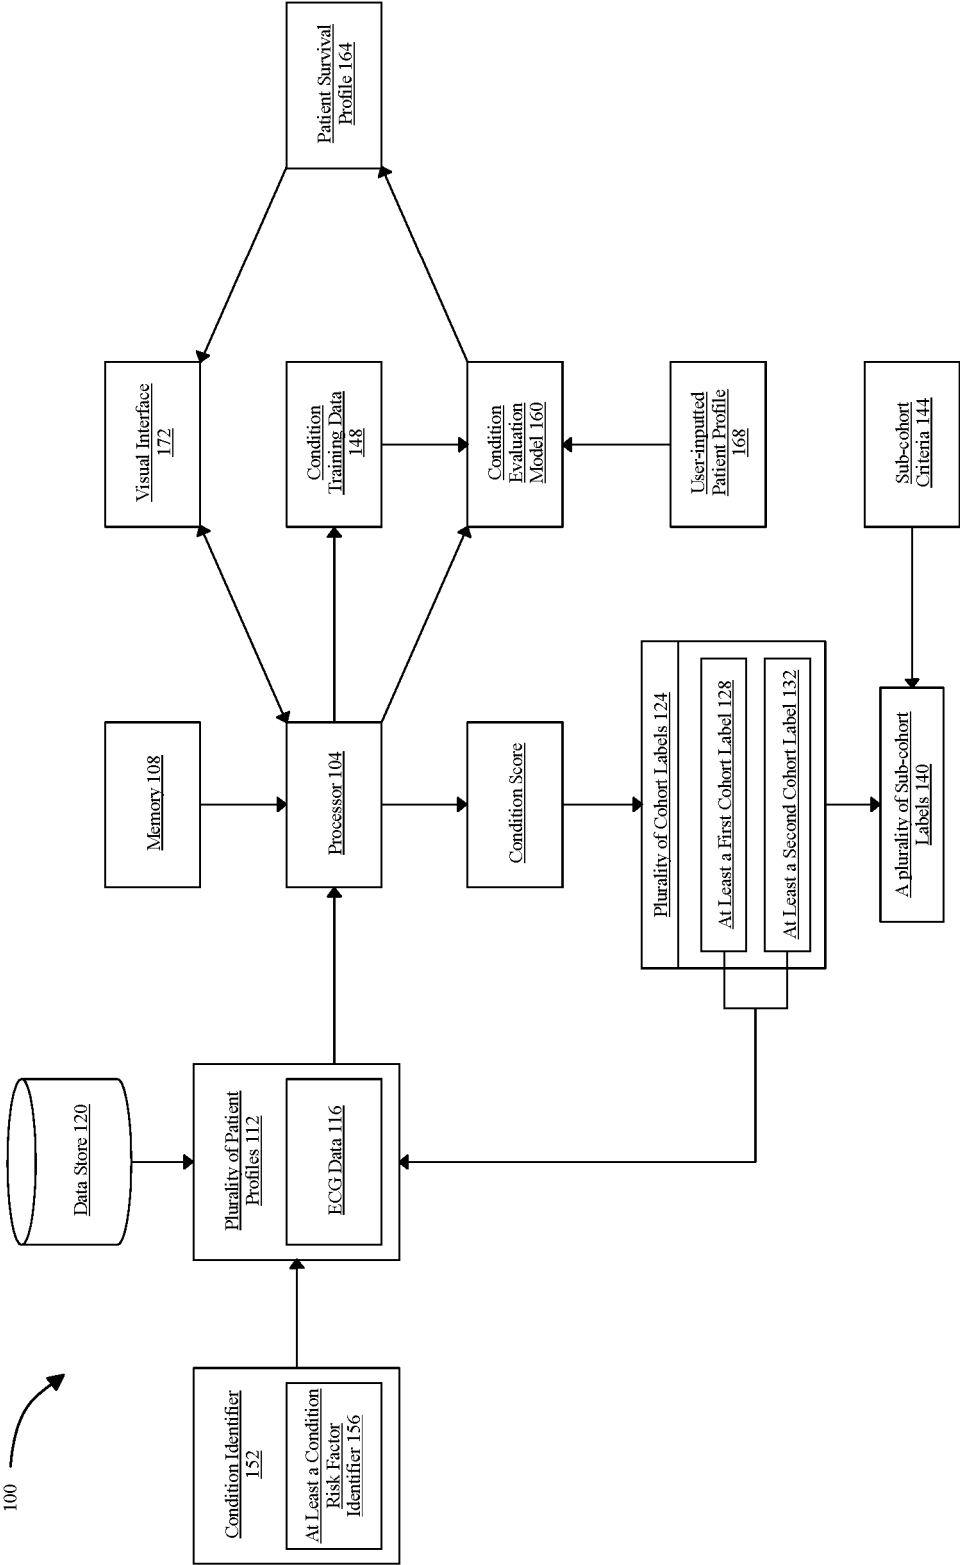 100
Condition Identifier
152
At Least a Condition
Risk Factor
Identifier 156
Data Store 120
Plurality of Patient
Profiles 112
ECG Data 116
Memory 108
Processor 104
Condition Score
Plurality of Cohort Labels 124
At Least a First Cohort Label 128
At Least a Second Cohort Label 132
A plurality of Sub-cohort
Labels 140
Visual Interface
172
Condition
Training Data
148
Condition
Evaluation
Model 160
User-inputted
Patient Profile
168
Sub-cohort
Criteria 144
Patient Survival
Profile 164